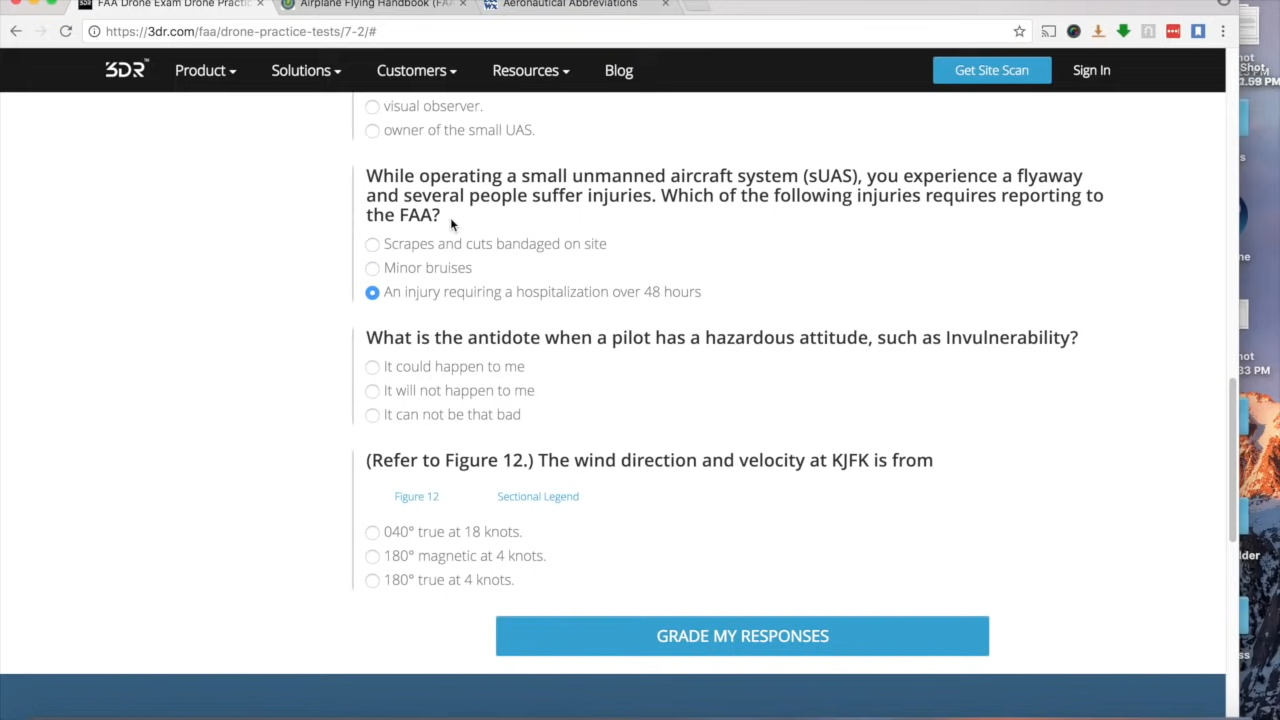 FAA Drone Exam Drone Practic
Airplane Flying Handbook (FAA
Aeronautical Abbreviations
https://3dr.com/faa/drone-practice-tests/7-2/#
3DR
Product
Solutions
Customers
Resources
Blog
Get Site Scan
Sign In
visual observer.
owner of the small UAS.
While operating a small unmanned aircraft system (sUAS), you experience a flyaway
and several people suffer injuries. Which of the following injuries requires reporting to
the FAA?
Scrapes and cuts bandaged on site
Minor bruises
An injury requiring a hospitalization over 48 hours
What is the antidote when a pilot has a hazardous attitude, such as Invulnerability?
It could happen to me
It will not happen to me
It can not be that bad
(Refer to Figure 12.) The wind direction and velocity at KJFK is from
Figure 12
Sectional Legend
040° true at 18 knots.
180° magnetic at 4 knots.
180° true at 4 knots.
GRADE MY RESPONSES